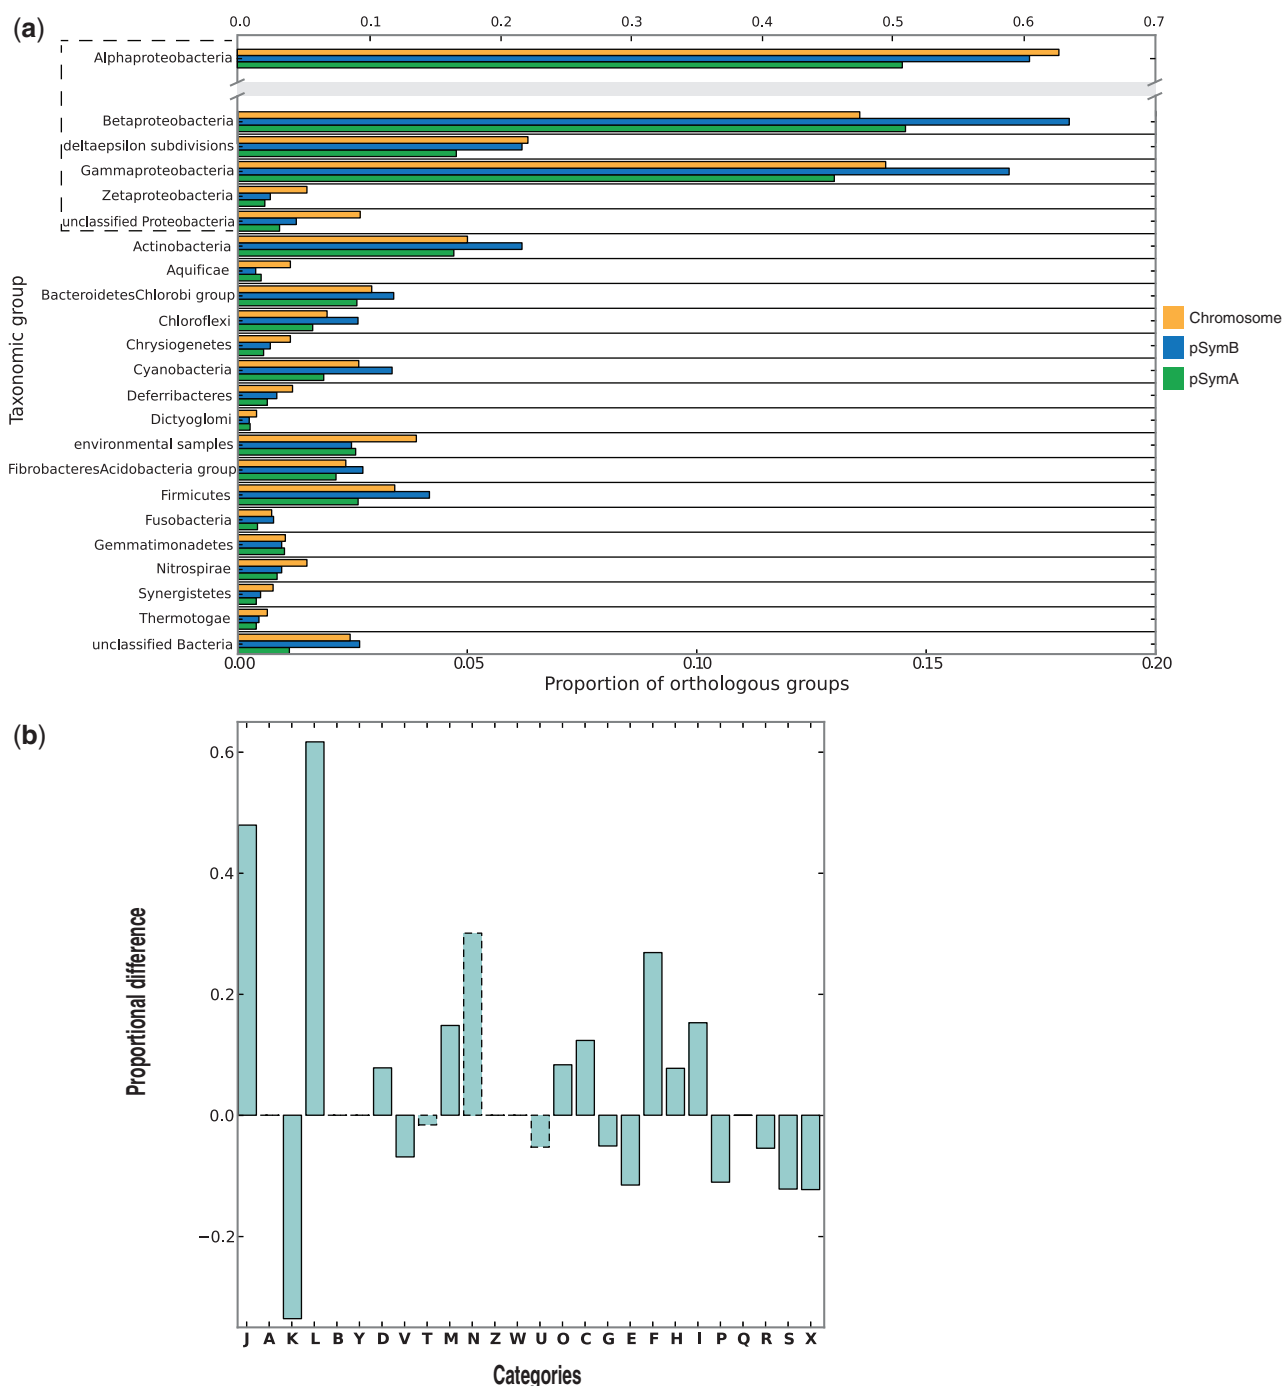 (a)
0.0 0.1 0.2 0.3 0.4 0.5 0.6 0.7
Alphaproteobacteria
Betaproteobacteria
deltaepsilon subdivisions
Gammaproteobacteria
Zetaproteobacteria
unclassified Proteobacteria
Actinobacteria
Aquificae
BacteroidetesChlorobi group
Chloroflexi
Chrysiogenetes
Cyanobacteria
Deferribacteres
Dictyoglomi
environmental samples
FibrobacteresAcidobacteria group
Firmicutes
Fusobacteria
Gemmatimonadetes
Nitrospirae
Synergistetes
Thermotogae
unclassified Bacteria
Taxonomic group
0.00 0.05 0.10 0.15 0.20
Proportion of orthologous groups
Chromosome
pSymB
pSymA
(b)
0.6
0.4
0.2
0.0
−0.2
Proportional difference
J A K L B Y D V T M N Z W U O C G E F H I P Q R S X
Categories